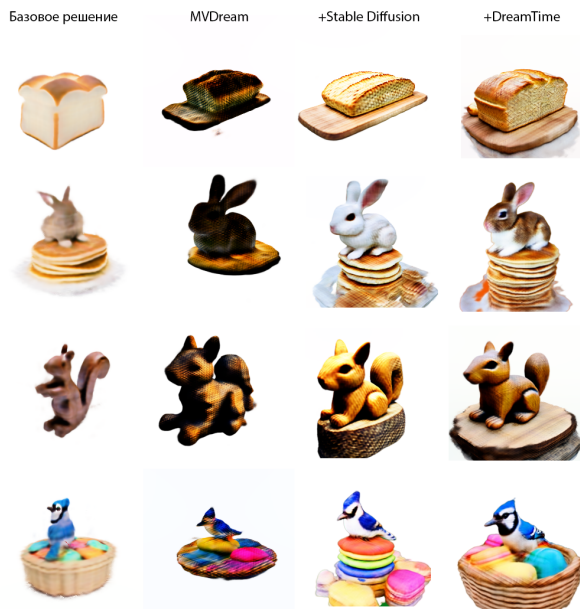 Базовое решение
MVDream
+Stable Diffusion
+DreamTime